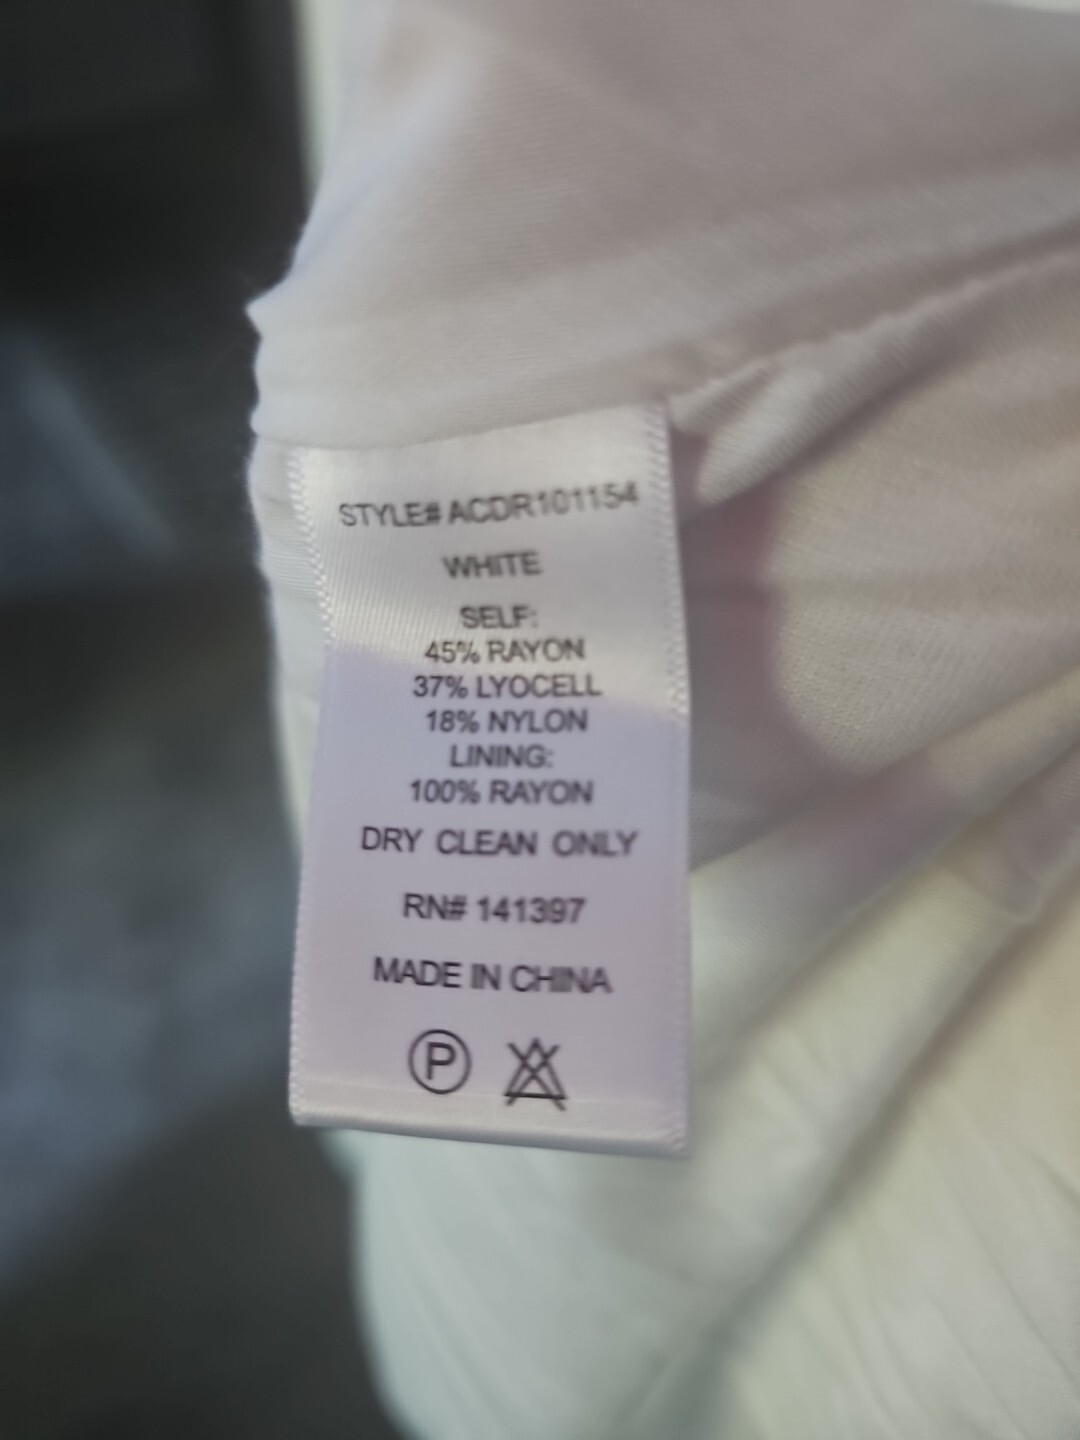 STYLE# ACDR101154
WHITE
SELF:
45% RAYON
37% LYOCELL
18% NYLON
LINING:
100% RAYON
DRY CLEAN ONLY
RN# 141397
MADE IN CHINA
P